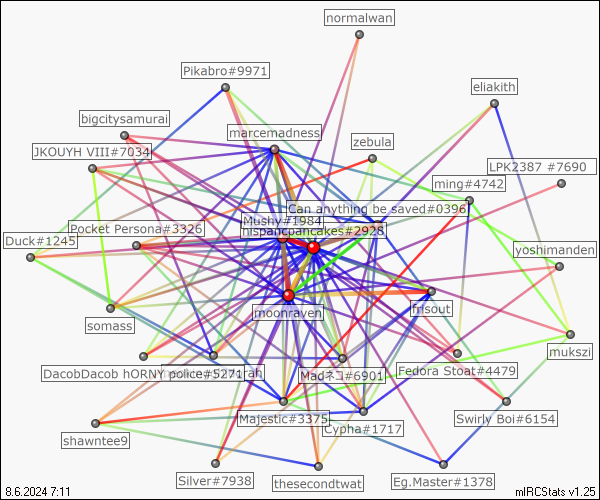 normalwan
Pikabro#9971
eliakith
bigcitysamurai
marcemadness
zebula
JKOUYH VIII#7034
LPK2387 #7690
ming#4742
Can anything be saved#0396
Mushy#1984
Pocket Persona#3326
hispanopancakes#2928
Duck#1245
yoshimanden
moonraven
frisout
somass
mukszi
DacobDacob hORNY police#5271
Madネコ#6901
Fedora Stoat#4479
Majestic#3375
Cypha#1717
Swirly Boi#6154
shawntee9
Silver#7938
thesecondtwat
Eg.Master#1378
8.6.2024 7:11
mIRCStats v1.25